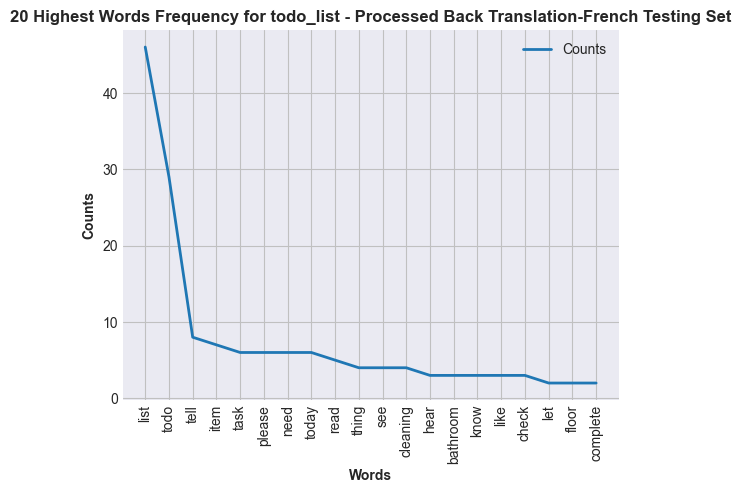 20 Highest Words Frequency for todo_list - Processed Back Translation-French Testing Set
Counts
40
30
20
10
0
Counts
list
todo
tell
item
task
please
need
today
read
thing
see
cleaning
hear
bathroom
know
like
check
let
floor
complete
Words